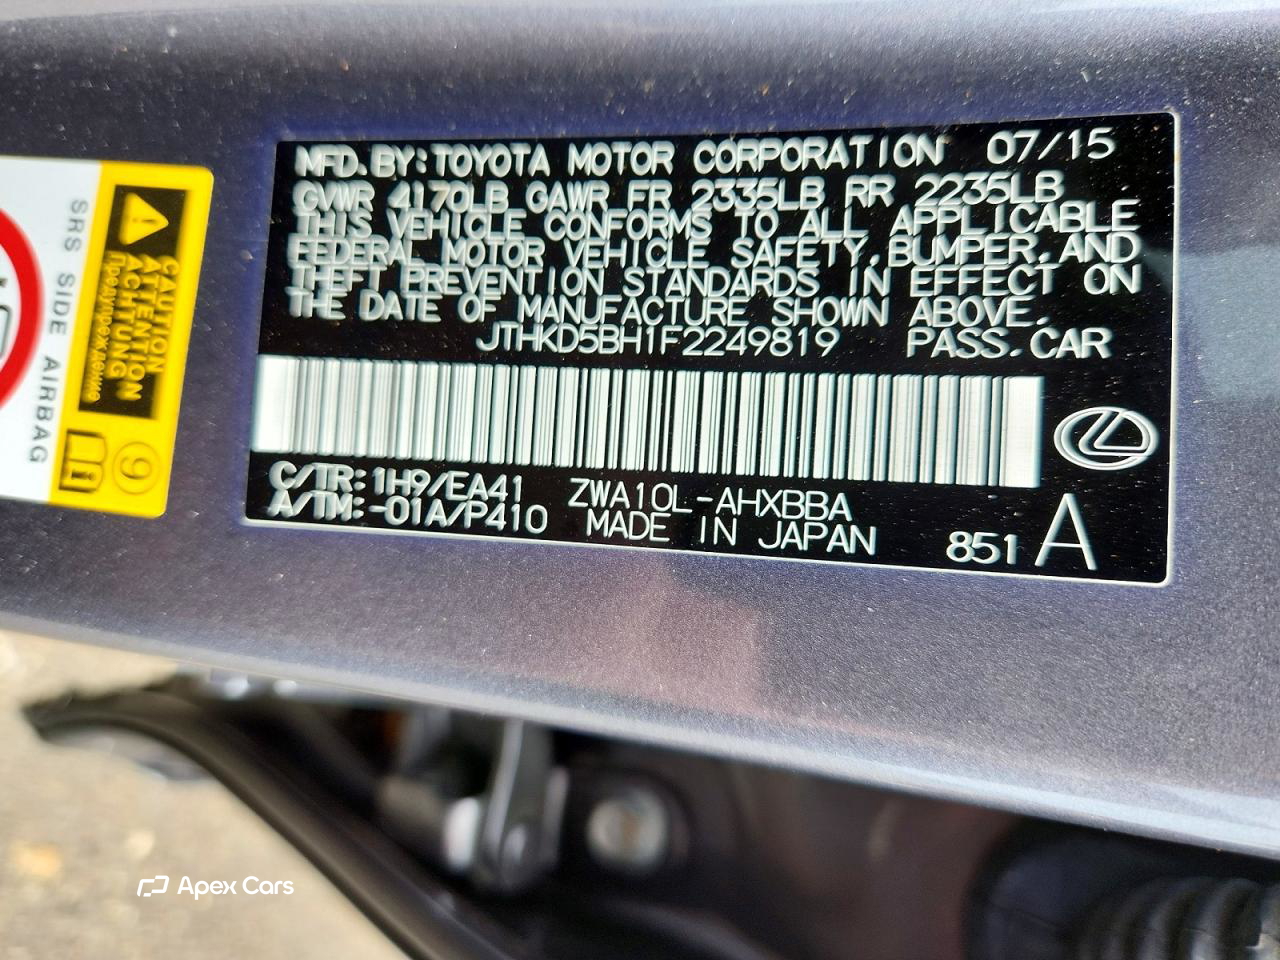 MFD.BY:TOYOTA MOTOR CORPORATION 07/15
GVWR 4170LB GAWR FR 2335LB RR 2235LB
THIS VEHICLE CONFORMS TO ALL APPLICABLE
FEDERAL MOTOR VEHICLE SAFETY,BUMPER,AND
THEFT PREVENTION STANDARDS IN EFFECT ON
THE DATE OF MANUFACTURE SHOWN ABOVE.
JTHKD5BH1F2249819 PASS.CAR
C/TR:1H9/EA41 ZWA10L-AHXBBA
A/TM:-01A/P410 MADE IN JAPAN 851 A
CAUTION
ATTENTION
ACHTUNG
Предупреждение
SRS SIDE AIRBAG
9
Apex Cars